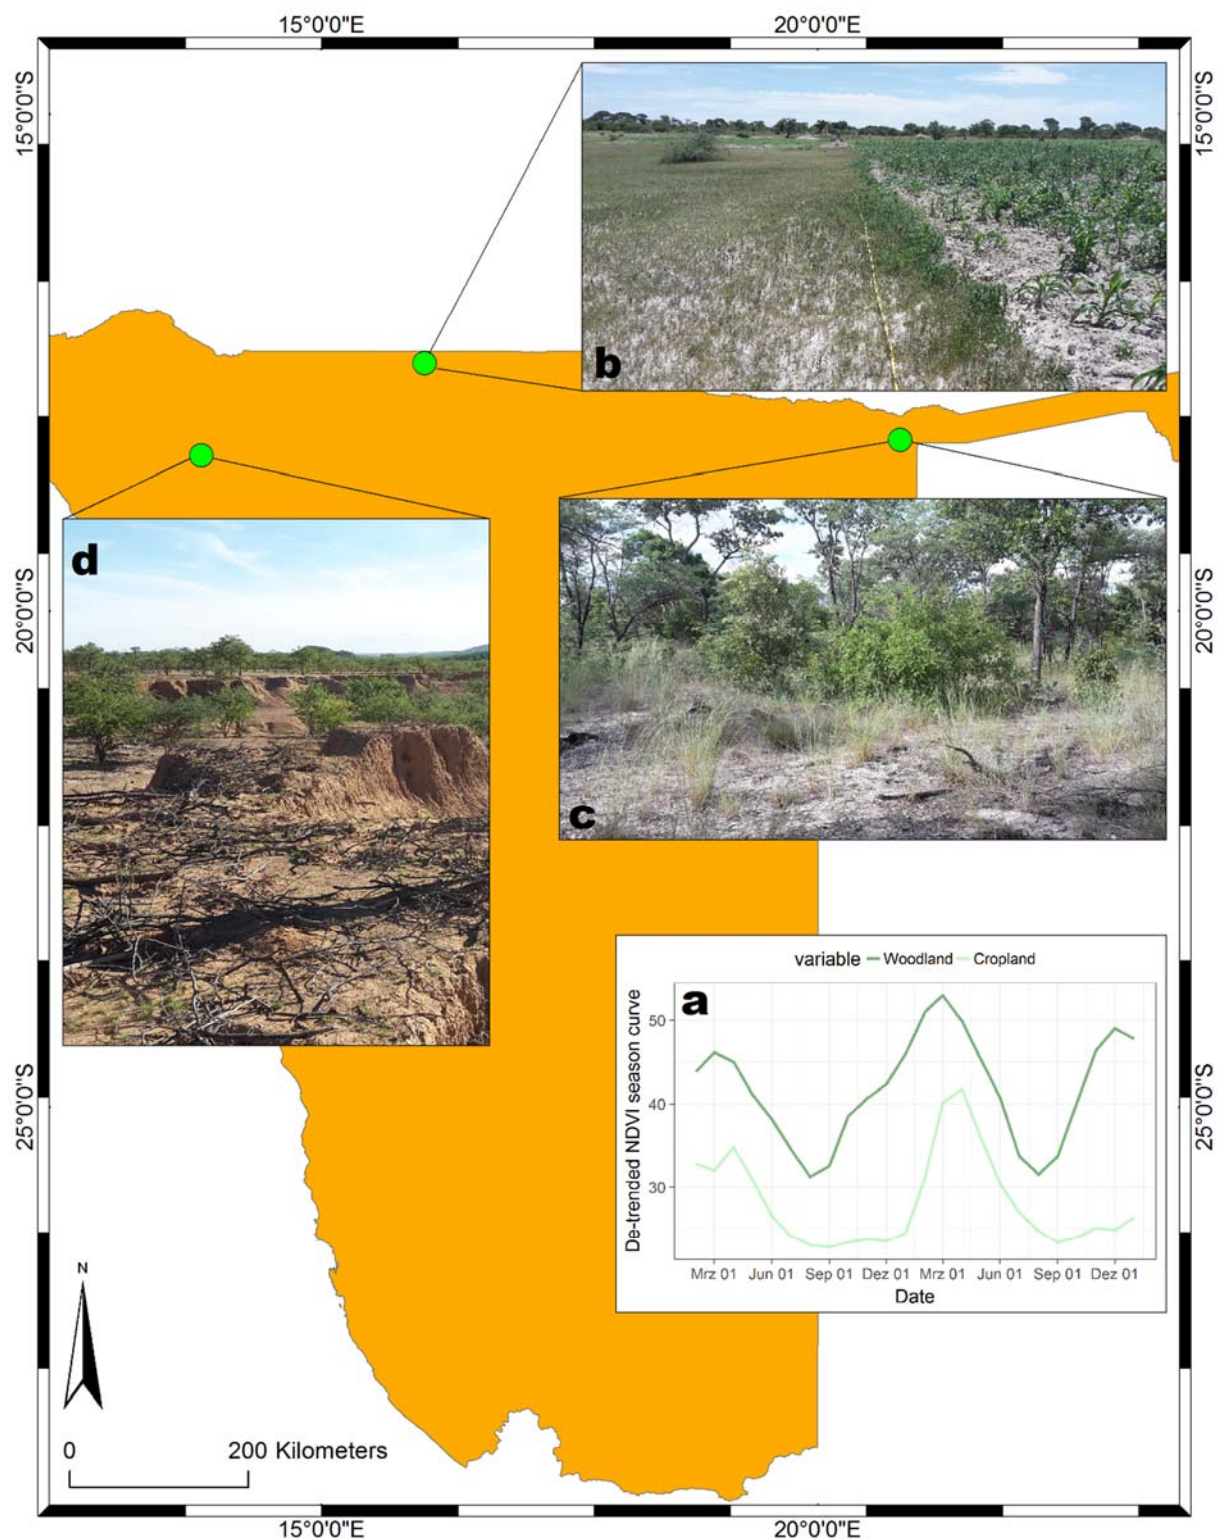 15°0'0"E 20°0'0"E
15°0'0"S 15°0'0"S
b
d
20°0'0"S 20°0'0"S
c
variable Woodland Cropland
a
De-trended NDVI season curve
50
40
30
Mrz 01 Jun 01 Sep 01 Dez 01 Mrz 01 Jun 01 Sep 01 Dez 01
Date
25°0'0"S 25°0'0"S
N
0 200 Kilometers
15°0'0"E 20°0'0"E